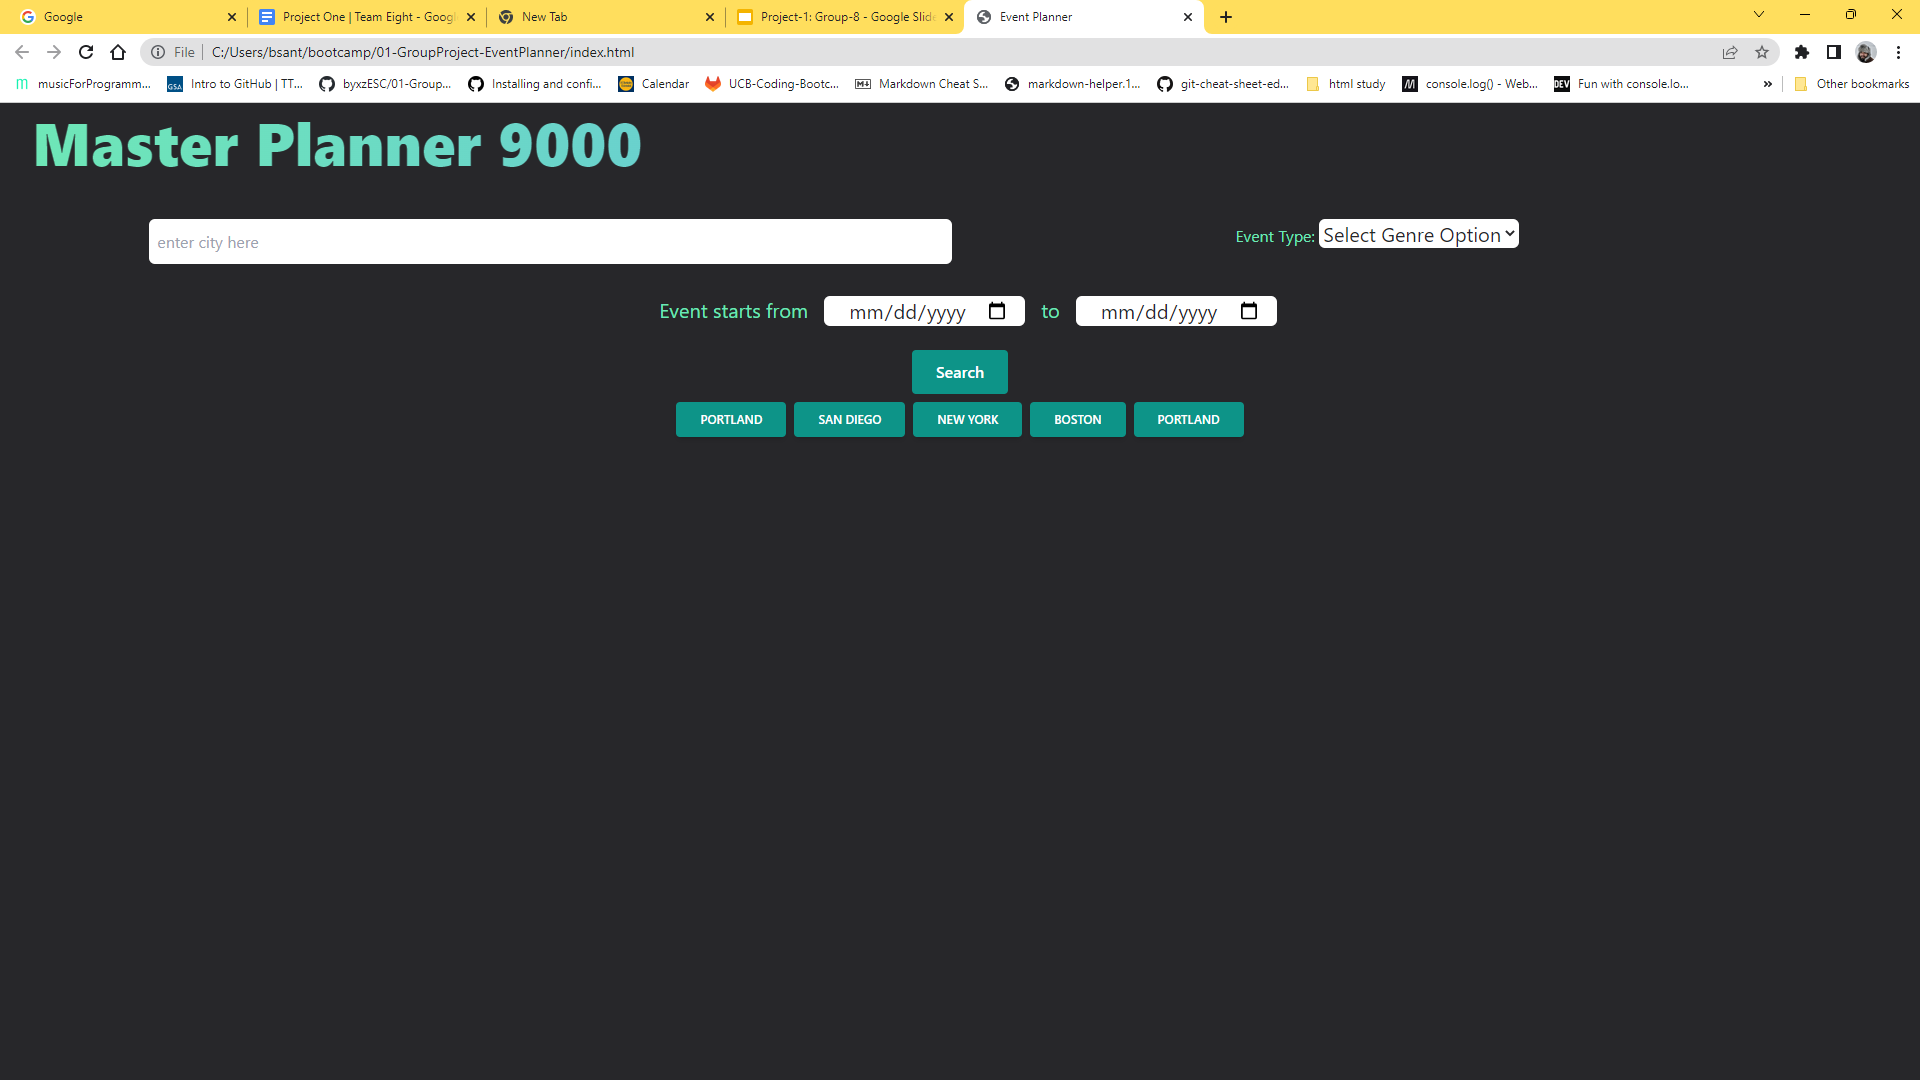 Google
Project One | Team Eight - Goog
New Tab
Project-1: Group-8 - Google Slide
Event Planner
File
C:/Users/bsant/bootcamp/01-GroupProject-EventPlanner/index.html
musicForProgramm...
GSA
Intro to GitHub | TT...
byxzESC/01-Group...
Installing and confi...
Calendar
UCB-Coding-Bootc...
Markdown Cheat S...
markdown-helper.1...
git-cheat-sheet-ed...
html study
console.log() - Web...
DEV
Fun with console.lo...
»
Other bookmarks
Master Planner 9000
enter city here
Event Type: Select Genre Option
Event starts from mm/dd/yyyy to mm/dd/yyyy
Search
PORTLAND SAN DIEGO NEW YORK BOSTON PORTLAND